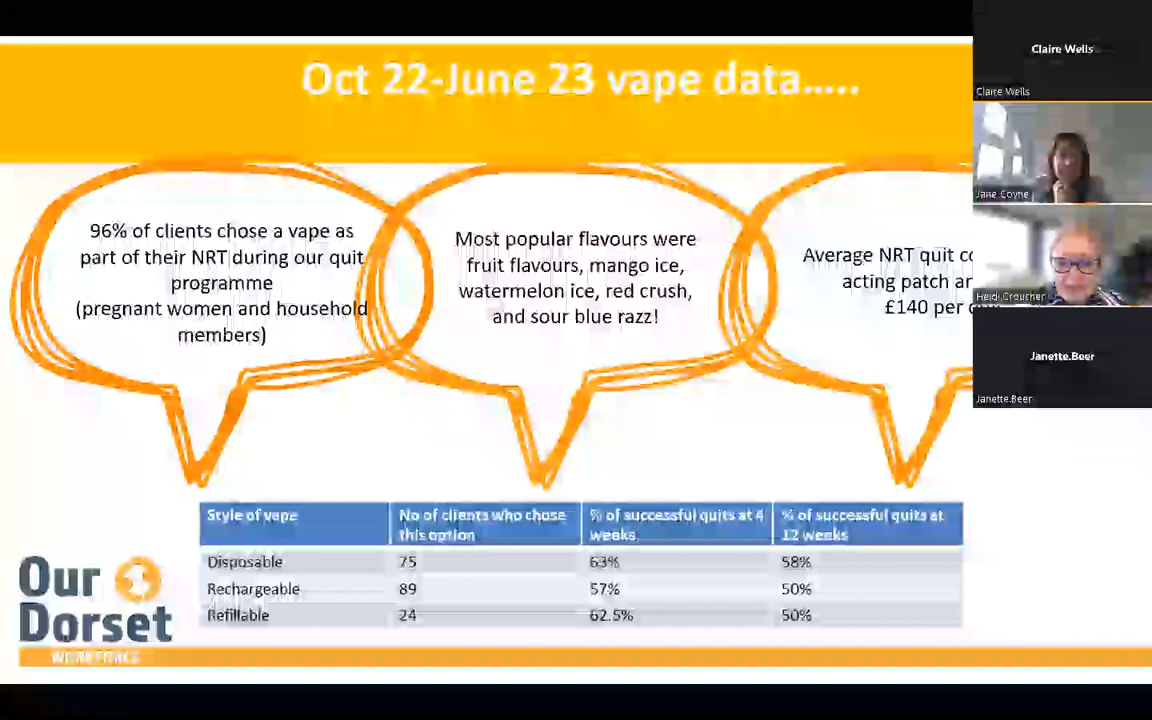 Oct 22-June 23 vape data.....
96% of clients chose a vape as
part of their NRT during our quit
programme
(pregnant women and household
members)
Most popular flavours were
fruit flavours, mango ice,
watermelon ice, red crush,
and sour blue razz!
Average NRT quit
acting patch
£140 per
Style of vape No of clients who chose this option % of successful quits at 4 weeks % of successful quits at 12 weeks
Disposable 75 63% 58%
Rechargeable 89 57% 50%
Refillable 24 62.5% 50%
Our
Dorset
WORKFORCE
Claire Wells
Claire Wells
Jane Coyne
Heidi Croucher
Janette.Beer
Janette.Beer